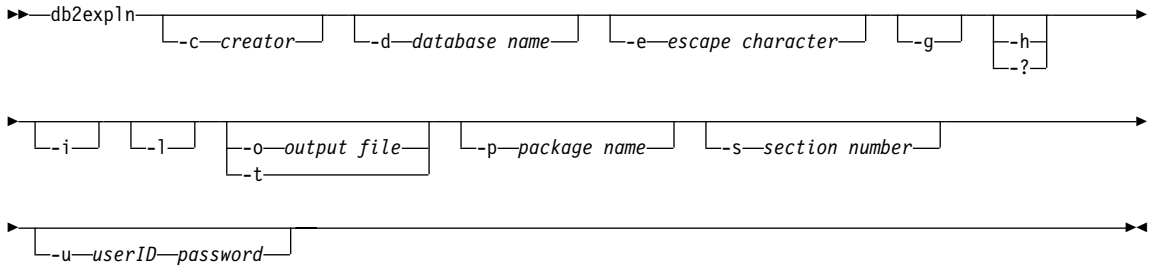 db2expln -c creator -d database name -e escape character -g -h
-?
-i -l -o output file -p package name -s section number
-t
-u userID password